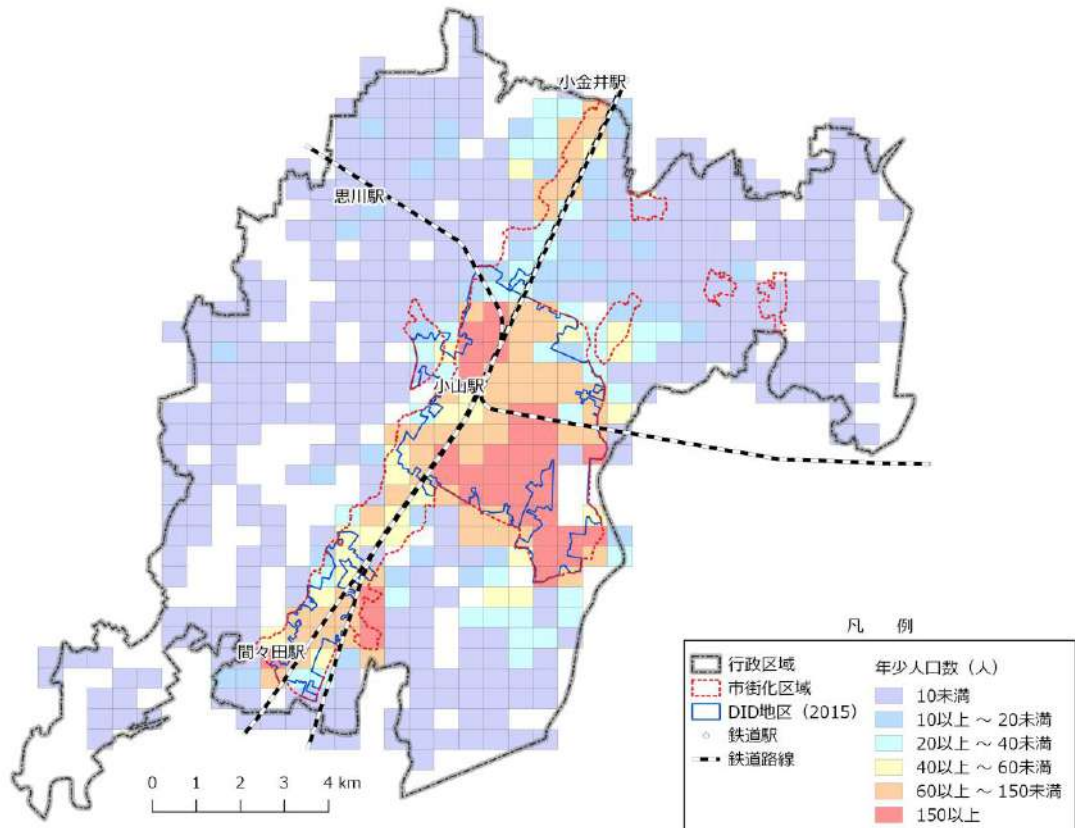 小金井駅
思川駅
小山駅
間々田駅
0 1 2 3 4 km
凡 例
行政区域
市街化区域
DID地区（2015）
鉄道駅
鉄道路線
年少人口数（人）
10未満
10以上 ～ 20未満
20以上 ～ 40未満
40以上 ～ 60未満
60以上 ～ 150未満
150以上